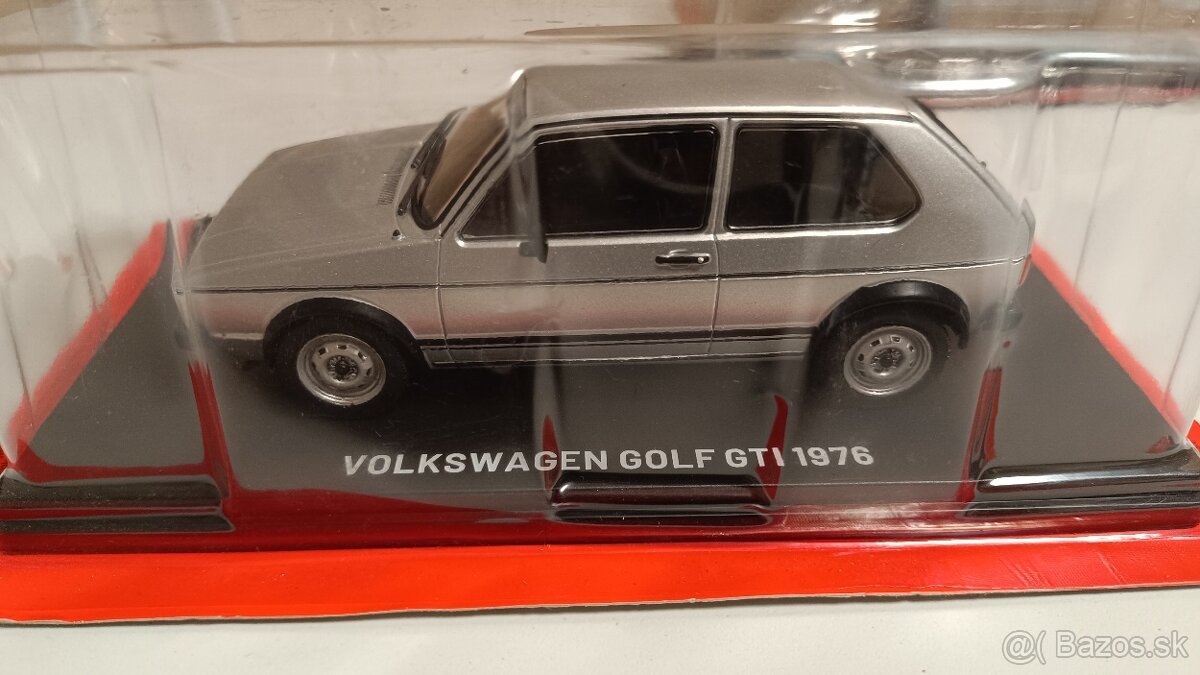 VOLKSWAGEN GOLF GTI 1976
@( Bazos.sk